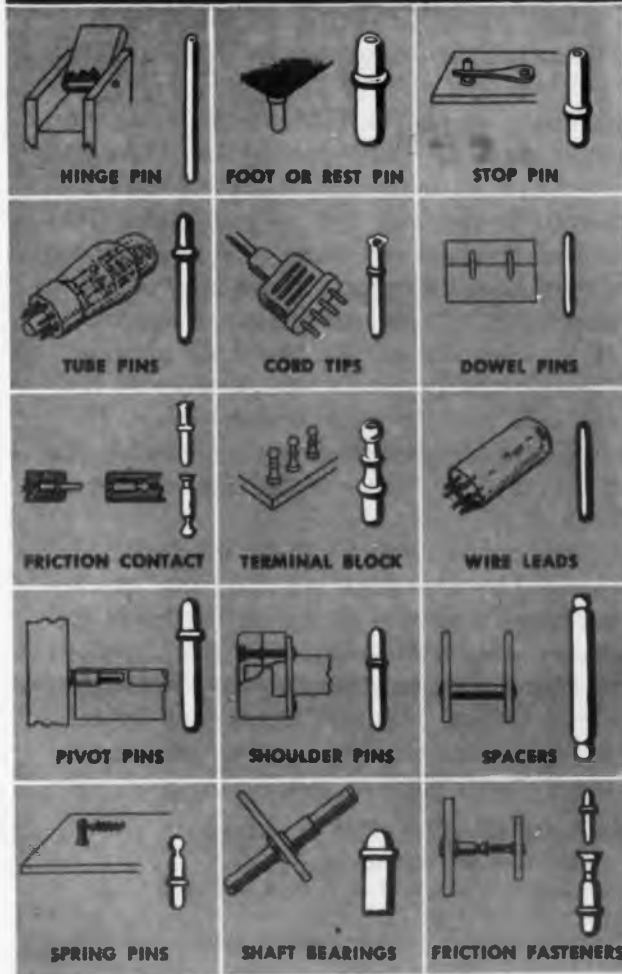 HINGE PIN
FOOT OR REST PIN
STOP PIN
TUBE PINS
CORD TIPS
DOWEL PINS
FRICTION CONTACT
TERMINAL BLOCK
WIRE LEADS
PIVOT PINS
SHOULDER PINS
SPACERS
SPRING PINS
SHAFT BEARINGS
FRICTION FASTENERS